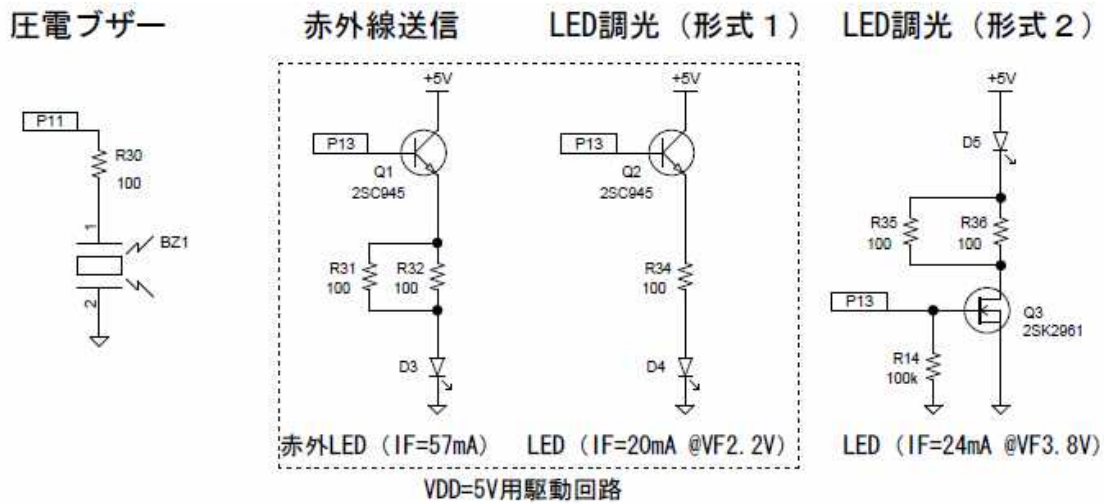 圧電ブザー
P11
R30
100
1
BZ1
2
赤外線送信
+5V
P13
Q1
2SC945
R31
100
R32
100
D3
赤外LED（IF=57mA）
LED調光（形式１）
+5V
P13
Q2
2SC945
R34
100
D4
LED（IF=20mA @VF2.2V）
VDD=5V用駆動回路
LED調光（形式２）
+5V
D5
R35
100
R36
100
P13
Q3
2SK2961
R14
100k
LED（IF=24mA @VF3.8V）